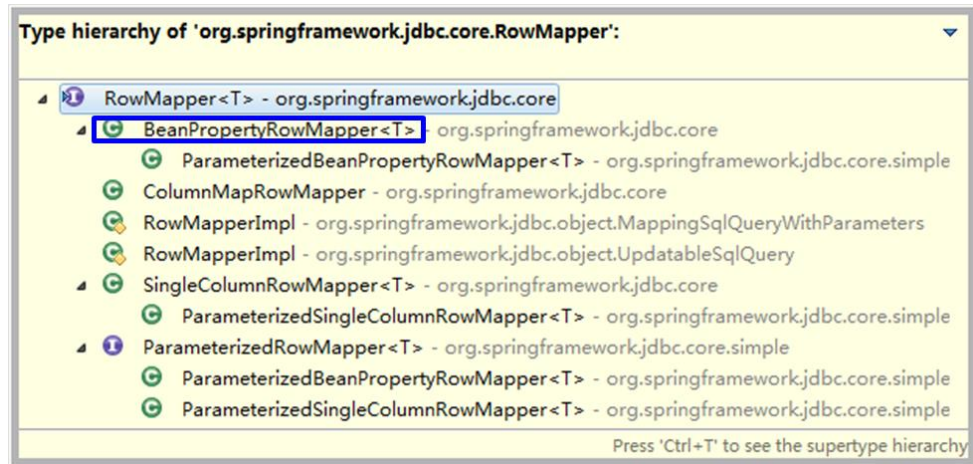 Type hierarchy of 'org.springframework.jdbc.core.RowMapper':
RowMapper<T> - org.springframework.jdbc.core
BeanPropertyRowMapper<T> - org.springframework.jdbc.core
ParameterizedBeanPropertyRowMapper<T> - org.springframework.jdbc.core.simple
ColumnMapRowMapper - org.springframework.jdbc.core
RowMapperImpl - org.springframework.jdbc.object.MappingSqlQueryWithParameters
RowMapperImpl - org.springframework.jdbc.object.UpdatableSqlQuery
SingleColumnRowMapper<T> - org.springframework.jdbc.core
ParameterizedSingleColumnRowMapper<T> - org.springframework.jdbc.core.simple
ParameterizedRowMapper<T> - org.springframework.jdbc.core.simple
ParameterizedBeanPropertyRowMapper<T> - org.springframework.jdbc.core.simple
ParameterizedSingleColumnRowMapper<T> - org.springframework.jdbc.core.simple
Press 'Ctrl+T' to see the supertype hierarchy